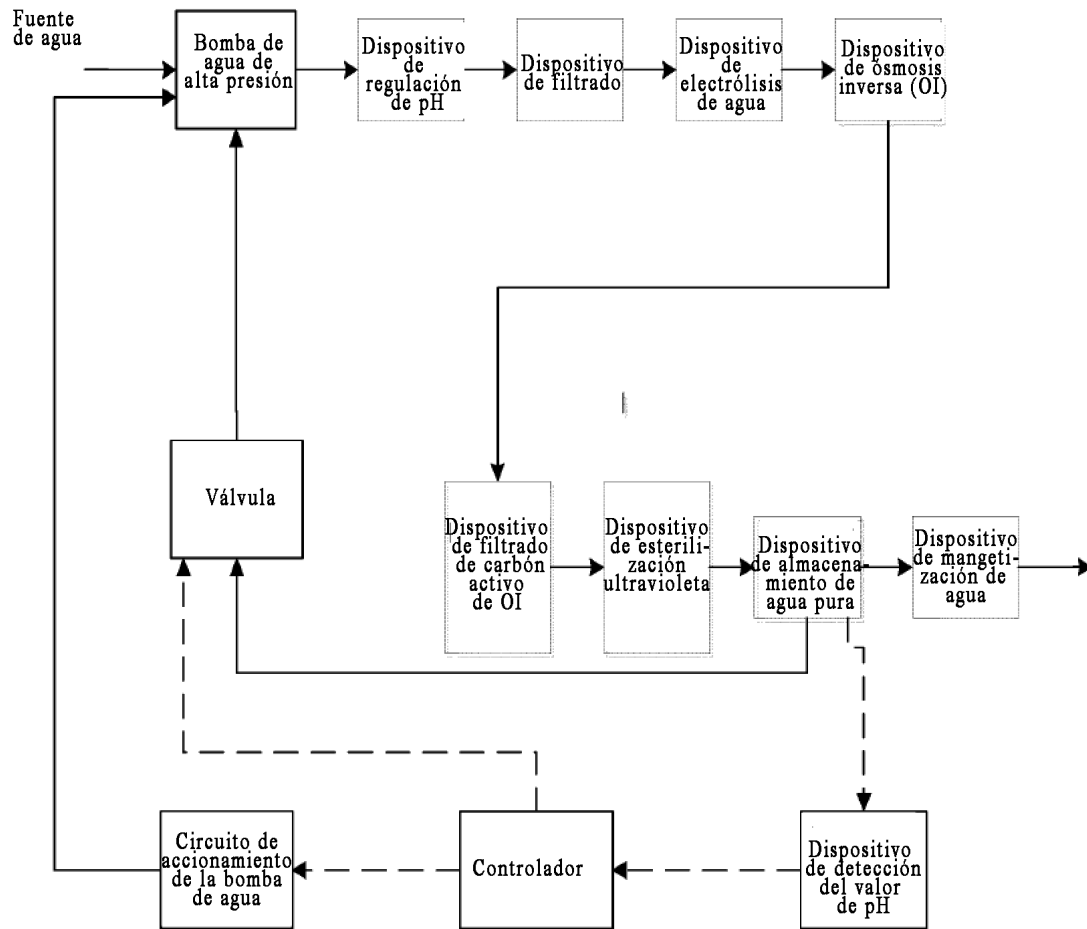 Fuente
de agua
Bomba de
agua de
alta presión
Dispositivo
de
regulación
de pH
Dispositivo
de filtrado
Dispositivo
de
electrólisis
de agua
Dispositivo
de ósmosis
inversa (OI)
Válvula
Dispositivo
de filtrado
de carbón
activo
de OI
Dispositivo
de esterili-
zación
ultravioleta
Dispositivo
de almacena-
miento de
agua pura
Dispositivo
de mangeti-
zación de
agua
Circuito de
accionamiento
de la bomba
de agua
Controlador
Dispositivo
de detección
del valor
de pH